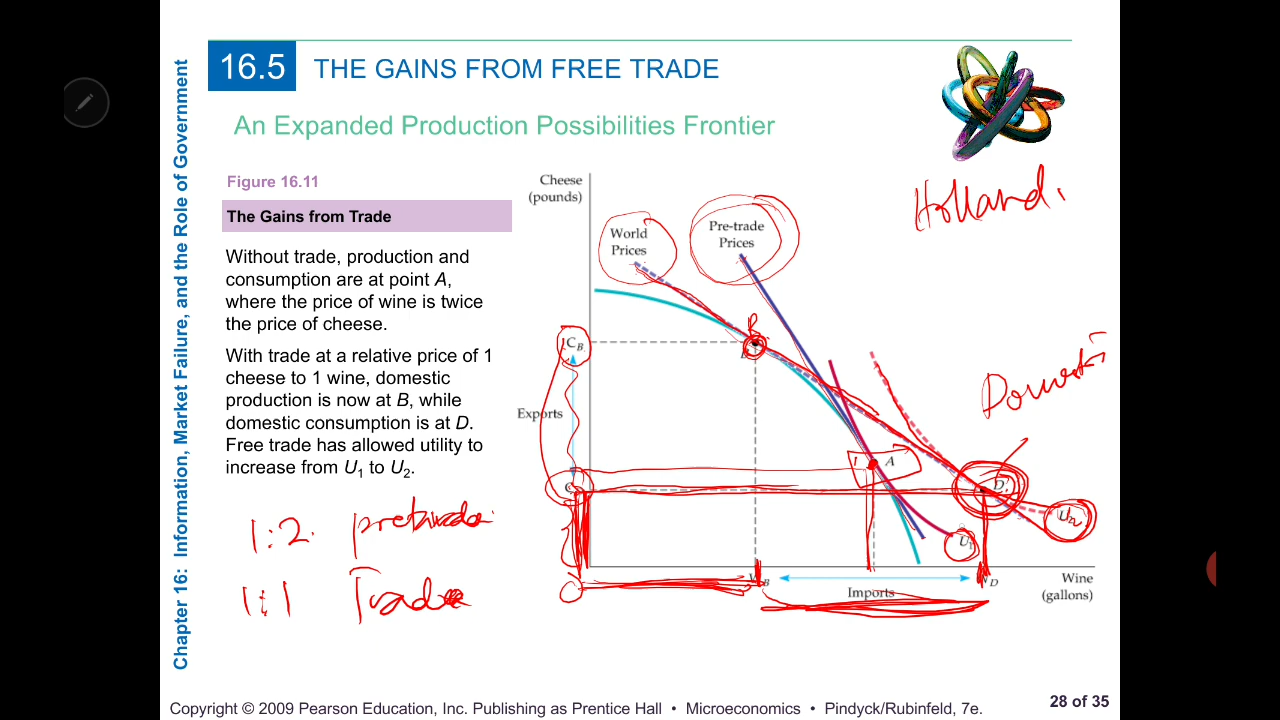 16.5 THE GAINS FROM FREE TRADE
An Expanded Production Possibilities Frontier
Chapter 16: Information, Market Failure, and the Role of Government
Figure 16.11
The Gains from Trade
Without trade, production and
consumption are at point A,
where the price of wine is twice
the price of cheese.
With trade at a relative price of 1
cheese to 1 wine, domestic
production is now at B, while
domestic consumption is at D.
Free trade has allowed utility to
increase from U1 to U2.
1:2. pretrade
1:1 Trade
Holland
Cheese
(pounds)
World
Prices
Pre-trade
Prices
B
CB
Exports
A
D
U2
U1
O
D
Imports
Wine
(gallons)
28 of 35
Copyright © 2009 Pearson Education, Inc. Publishing as Prentice Hall • Microeconomics • Pindyck/Rubinfeld, 7e.